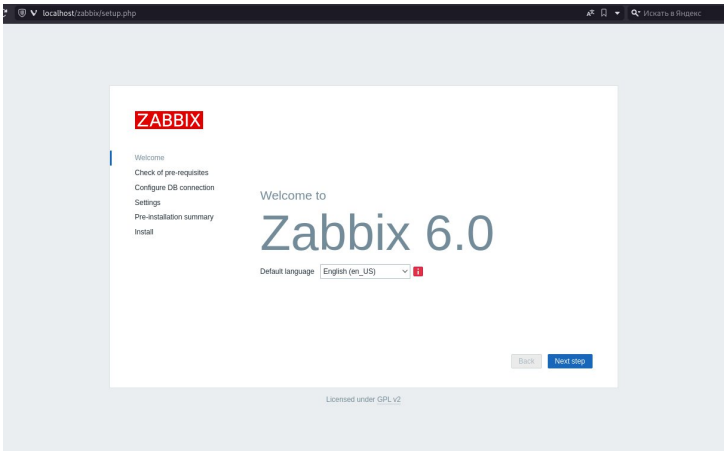 localhost/zabbix/setup.php
Искать в Яндекс
ZABBIX
Welcome
Check of pre-requisites
Configure DB connection
Settings
Pre-installation summary
Install
Welcome to
Zabbix 6.0
Default language English (en_US)
Back Next step
Licensed under GPL v2